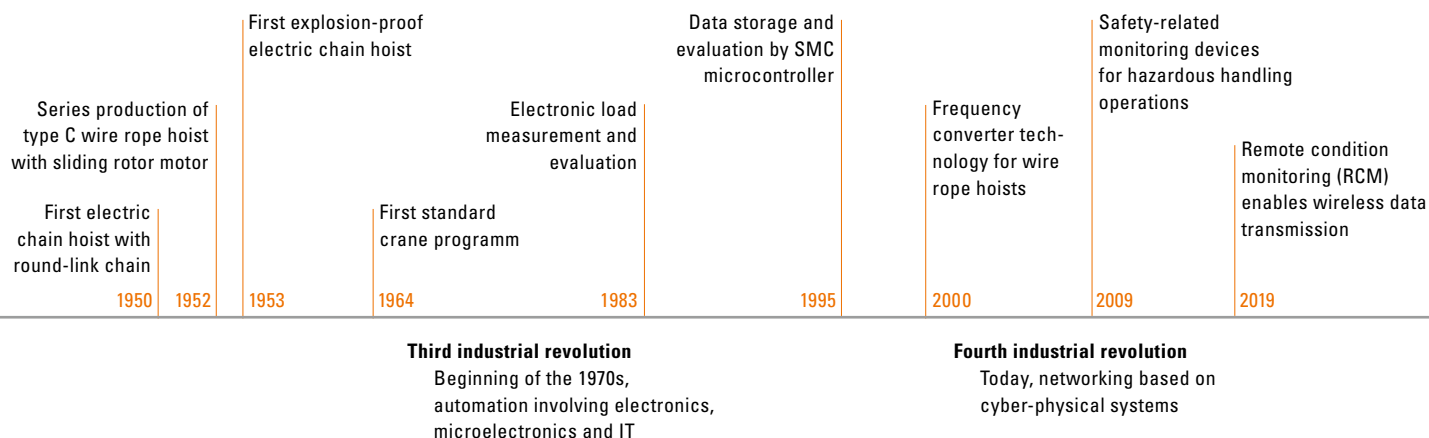 First electric
chain hoist with
round-link chain
1950
Series production of
type C wire rope hoist
with sliding rotor motor
1952
First explosion-proof
electric chain hoist
1953
First standard
crane programm
1964
Electronic load
measurement and
evaluation
1983
Data storage and
evaluation by SMC
microcontroller
1995
Frequency
converter tech-
nology for wire
rope hoists
2000
Safety-related
monitoring devices
for hazardous handling
operations
2009
Remote condition
monitoring (RCM)
enables wireless data
transmission
2019
Third industrial revolution
Beginning of the 1970s,
automation involving electronics,
microelectronics and IT
Fourth industrial revolution
Today, networking based on
cyber-physical systems